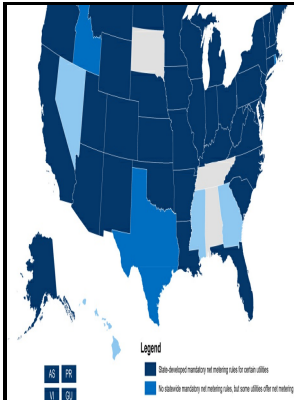 Legend
State-developed mandatory net metering rules for certain utilities
AS PR
No statewide mandatory net metering rules, but some utilities offer net metering
VI GU